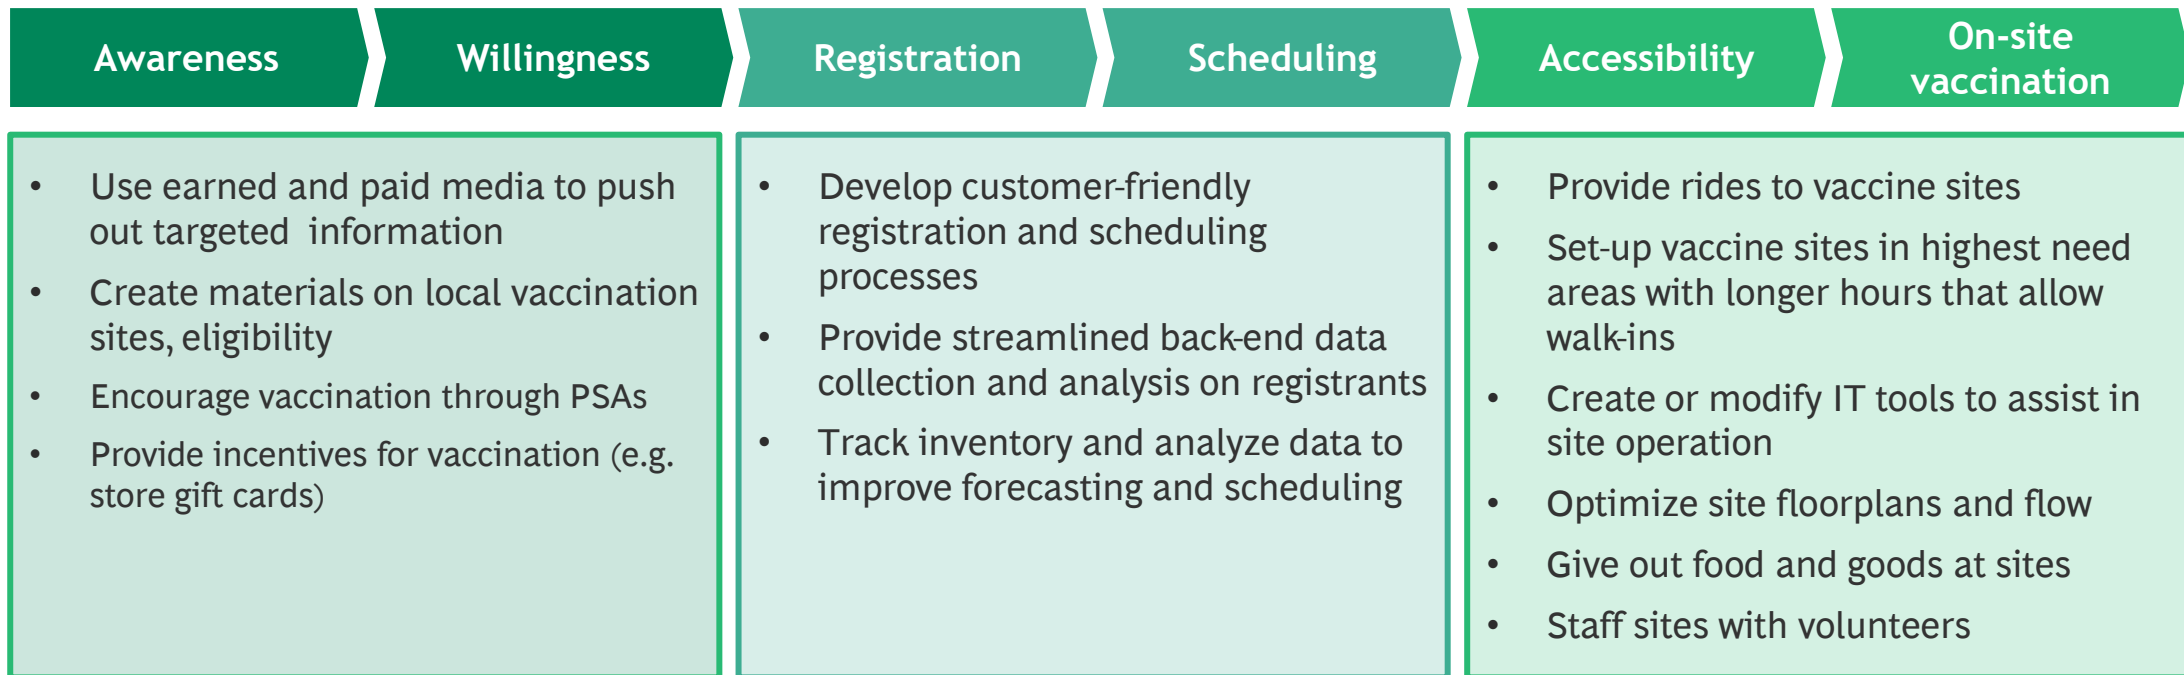 Awareness
Willingness
Registration
Scheduling
Accessibility
On-site
vaccination
• Use earned and paid media to push
out targeted  information
• Create materials on local vaccination
sites, eligibility
• Encourage vaccination through PSAs
• Provide incentives for vaccination (e.g.
store gift cards)
• Develop customer-friendly
registration and scheduling
processes
• Provide streamlined back-end data
collection and analysis on registrants
• Track inventory and analyze data to
improve forecasting and scheduling
• Provide rides to vaccine sites
• Set-up vaccine sites in highest need
areas with longer hours that allow
walk-ins
• Create or modify IT tools to assist in
site operation
• Optimize site floorplans and flow
• Give out food and goods at sites
• Staff sites with volunteers